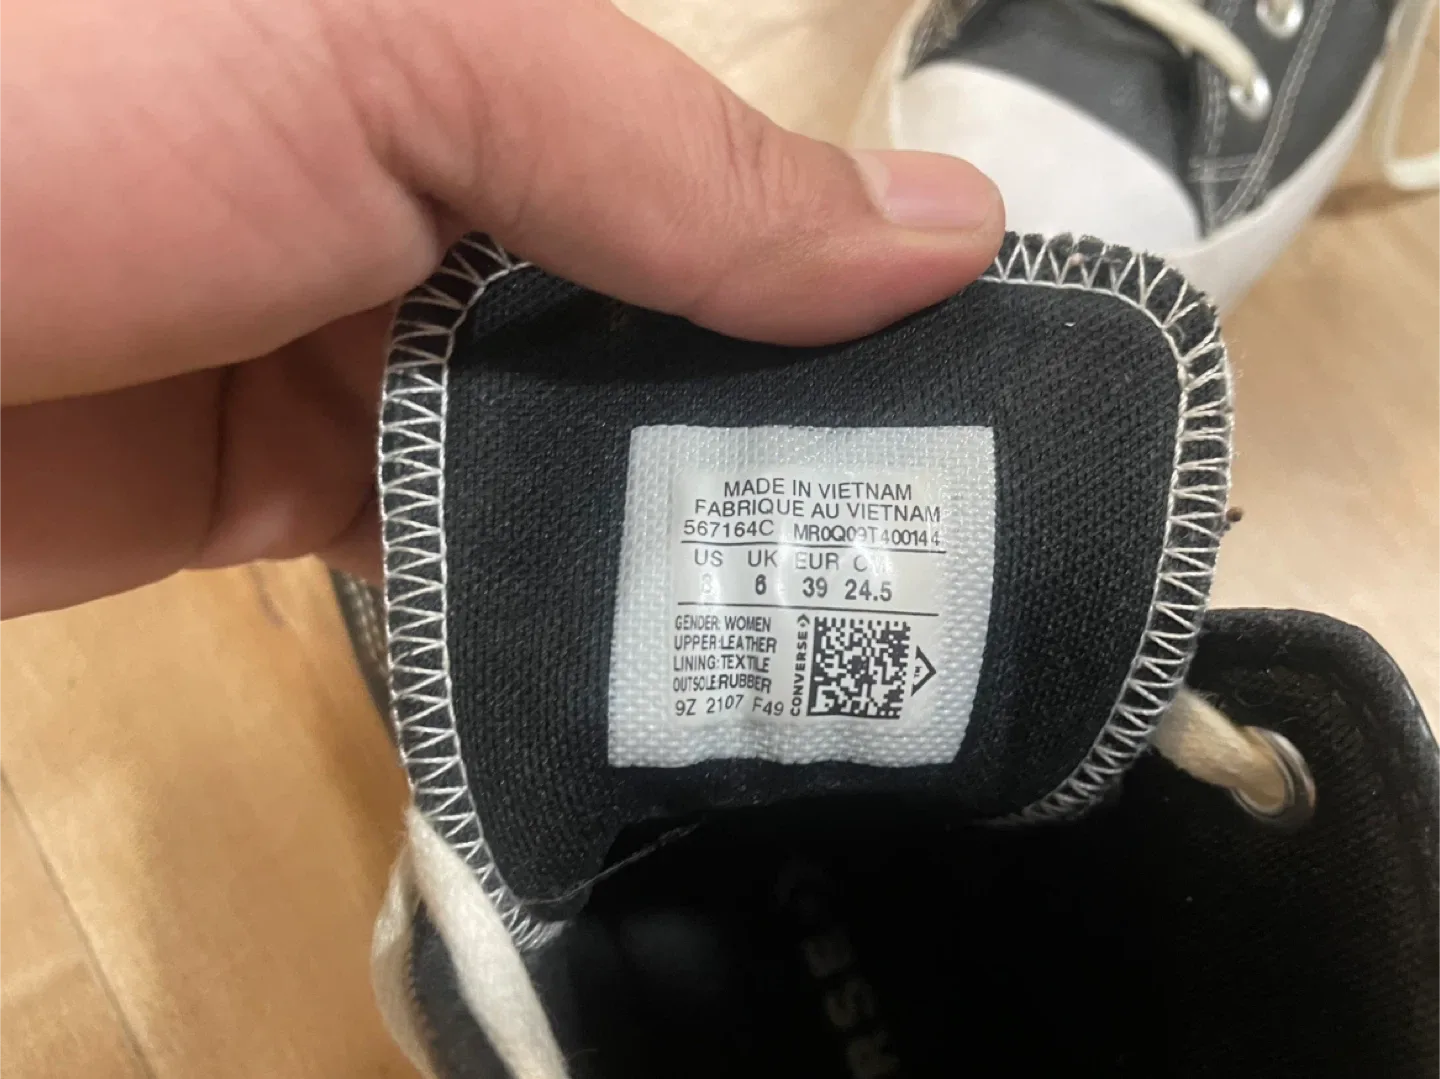 MADE IN VIETNAM
FABRIQUE AU VIETNAM
567164C MR0Q09T400144
US UK EUR CM
8 6 39 24.5
GENDER: WOMEN
UPPER:LEATHER
LINING:TEXTILE
OUTSOLE:RUBBER
9Z 2107 F49
CONVERSE
TM